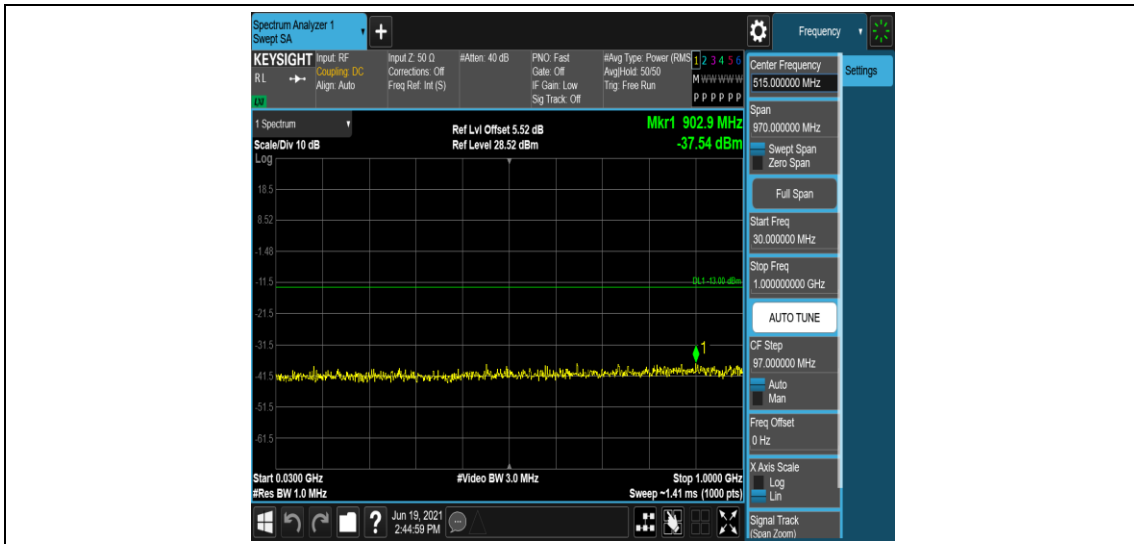 Spectrum Analyzer 1
Swept SA
+
Frequency
KEYSIGHT
RL
LXI
Input: RF
Coupling: DC
Align: Auto
Input Z: 50 Ω
Corrections: Off
Freq Ref: Int (S)
#Atten: 40 dB
PNO: Fast
Gate: Off
IF Gain: Low
Sig Track: Off
#Avg Type: Power (RMS
Avg|Hold: 50/50
Trig: Free Run
1 2 3 4 5 6
M W W W W W
P P P P P P
1 Spectrum
Scale/Div 10 dB
Log
Ref Lvl Offset 5.52 dB
Ref Level 28.52 dBm
Mkr1 902.9 MHz
-37.54 dBm
18.5
8.52
-1.48
-11.5
DL1 -13.00 dBm
-21.5
-31.5
1
-41.5
-51.5
-61.5
Start 0.0300 GHz
#Res BW 1.0 MHz
#Video BW 3.0 MHz
Stop 1.0000 GHz
Sweep ~1.41 ms (1000 pts)
?
Jun 19, 2021
2:44:59 PM
Center Frequency
515.000000 MHz
Settings
Span
970.000000 MHz
Swept Span
Zero Span
Full Span
Start Freq
30.000000 MHz
Stop Freq
1.000000000 GHz
AUTO TUNE
CF Step
97.000000 MHz
Auto
Man
Freq Offset
0 Hz
X Axis Scale
Log
Lin
Signal Track
(Span Zoom)